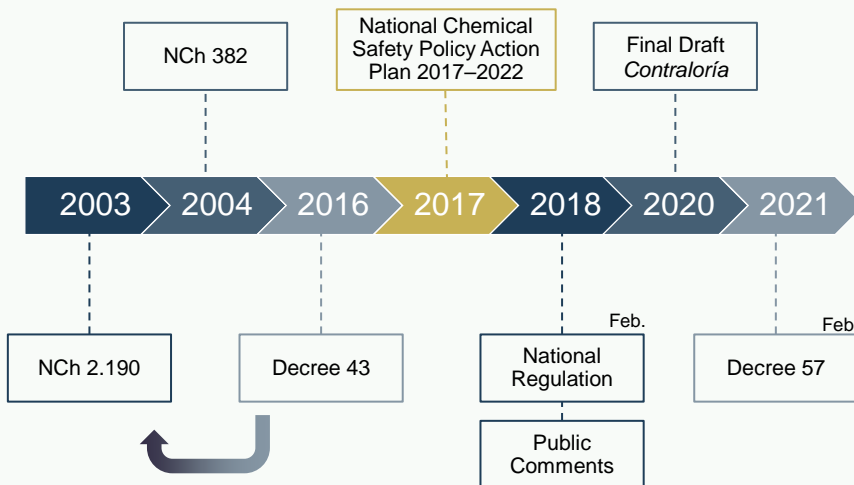 NCh 382
National Chemical
Safety Policy Action
Plan 2017–2022
Final Draft
Contraloría
2003
2004
2016
2017
2018
2020
2021
Feb.
Feb
NCh 2.190
Decree 43
National
Regulation
Decree 57
Public
Comments